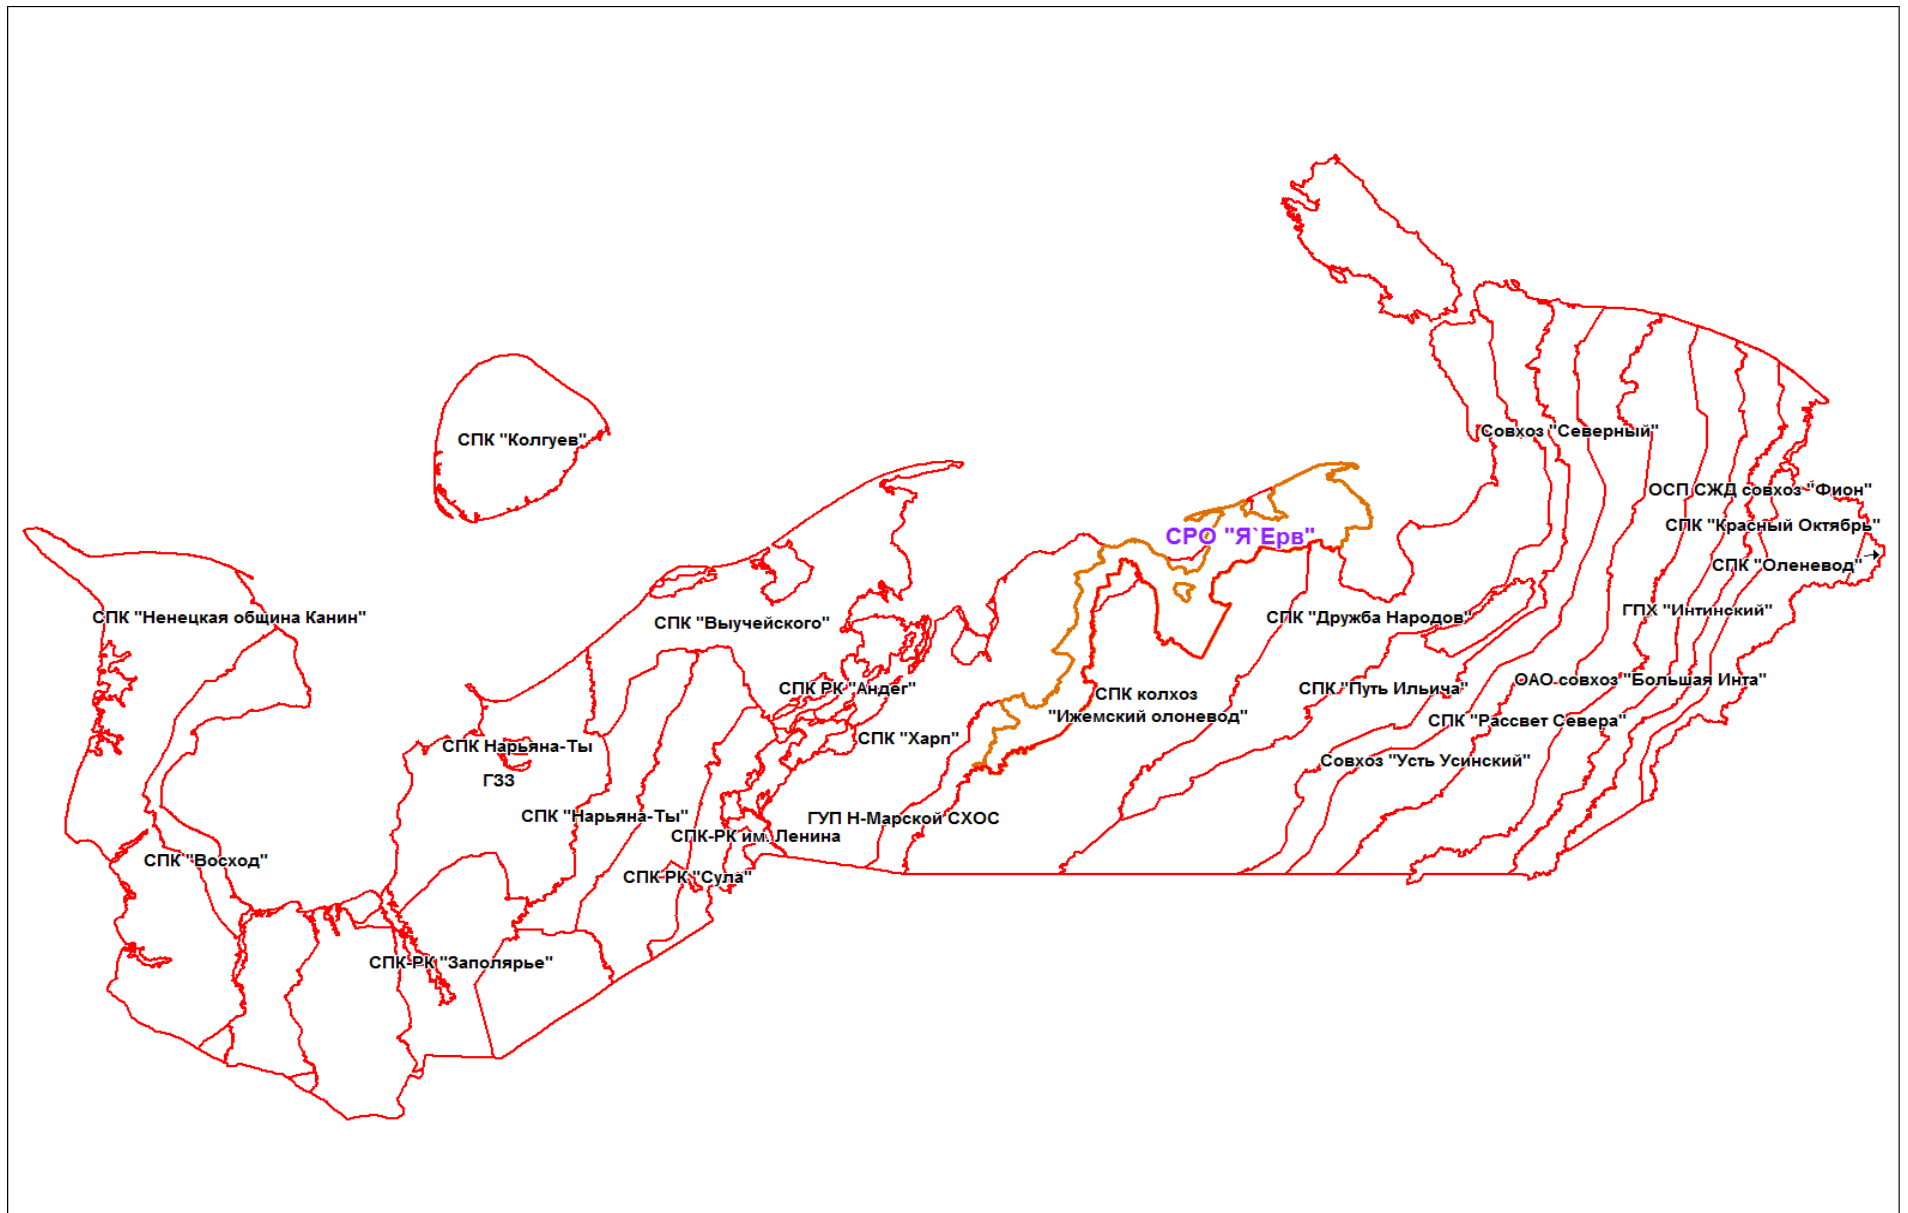 Совхоз "Северный"
СПК "Колгуев"
ОСП СЖД совхоз "Фион"
СПК "Красный Октябрь"
СРО "Я`Ерв"
СПК "Оленевод"
ГПХ "Интинский"
СПК "Ненецкая община Канин"
СПК "Дружба Народов"
СПК "Выучейского"
ОАО совхоз "Большая Инта"
СПК РК "Андег"
СПК "Путь Ильича"
СПК колхоз
"Ижемский олоневод"
СПК "Рассвет Севера"
СПК "Харп"
СПК Нарьяна-Ты
Совхоз "Усть Усинский"
ГЗЗ
СПК "Нарьяна-Ты"
ГУП Н-Марской СХОС
СПК-РК им. Ленина
СПК "Восход"
СПК РК "Сула"
СПК-РК "Заполярье"